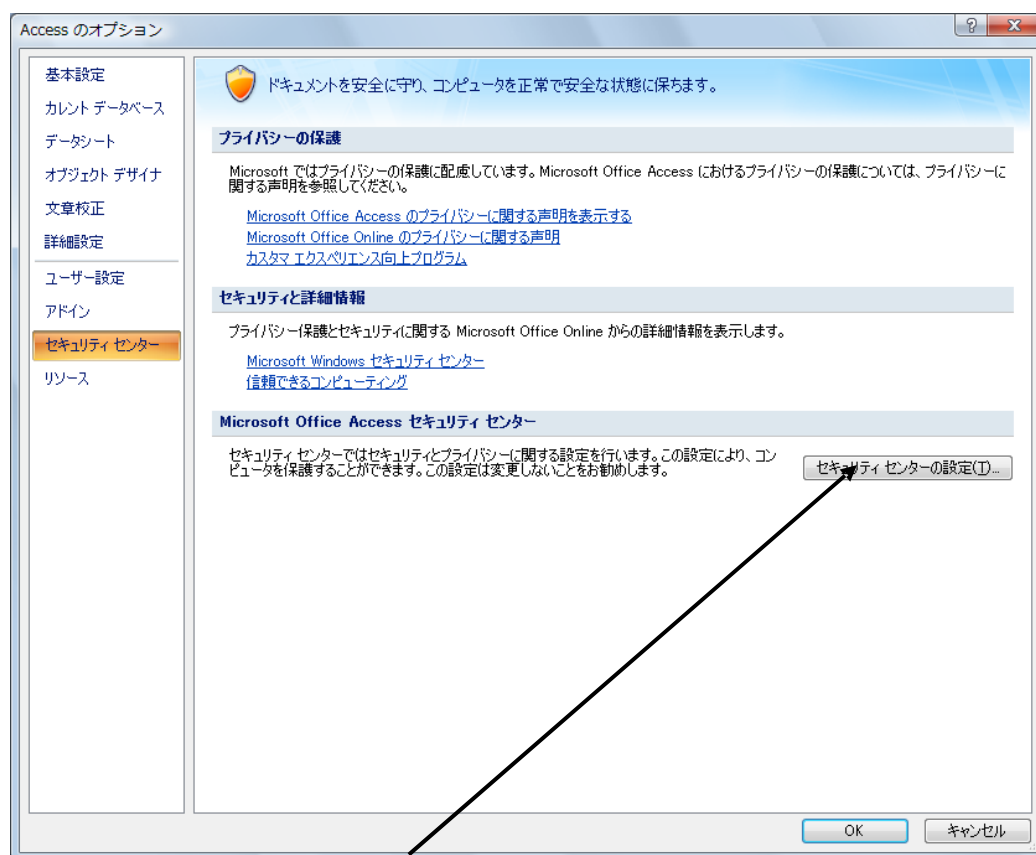 Access のオプション
基本設定
カレント データベース
データシート
オブジェクト デザイナ
文章校正
詳細設定
ユーザー設定
アドイン
セキュリティ センター
リソース
ドキュメントを安全に守り、コンピュータを正常で安全な状態に保ちます。
プライバシーの保護
Microsoft ではプライバシーの保護に配慮しています。Microsoft Office Access におけるプライバシーの保護については、プライバシーに
関する声明を参照してください。
Microsoft Office Access のプライバシーに関する声明を表示する
Microsoft Office Online のプライバシーに関する声明
カスタマ エクスペリエンス向上プログラム
セキュリティと詳細情報
プライバシー保護とセキュリティに関する Microsoft Office Online からの詳細情報を表示します。
Microsoft Windows セキュリティ センター
信頼できるコンピューティング
Microsoft Office Access セキュリティ センター
セキュリティ センターではセキュリティとプライバシーに関する設定を行います。この設定により、コン
ピュータを保護することができます。この設定は変更しないことをお勧めします。
セキュリティ センターの設定(T)...
OK
キャンセル